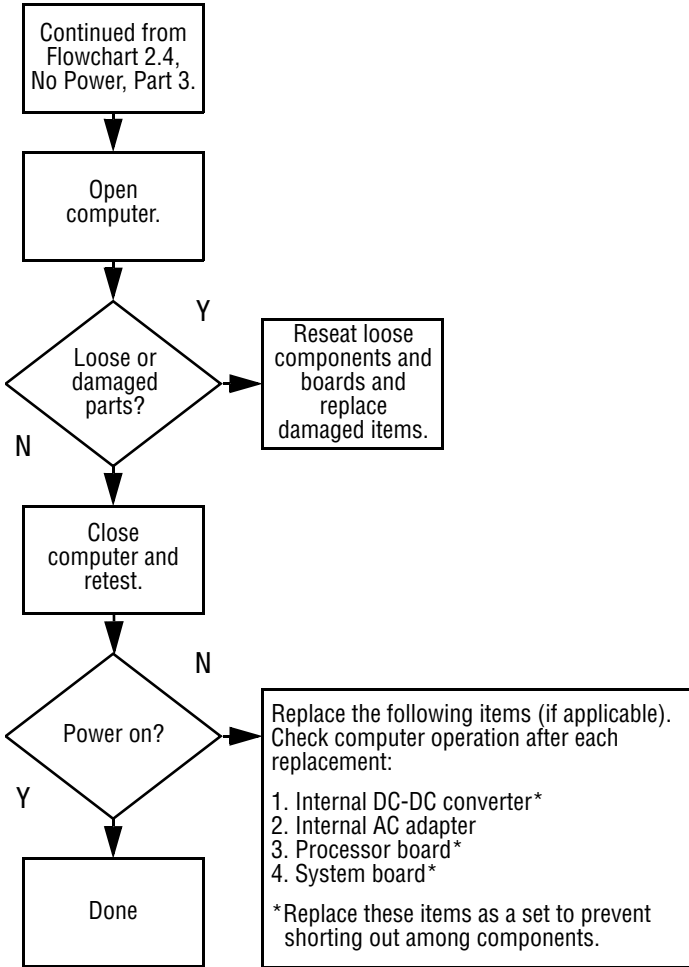 Continued from
Flowchart 2.4,
No Power, Part 3.
Open
computer.
Y
Loose or
damaged
parts?
Reseat loose
components and
boards and
replace
damaged items.
N
Close
computer and
retest.
N
Power on?
Replace the following items (if applicable).
Check computer operation after each
replacement:
1. Internal DC-DC converter*
2. Internal AC adapter
3. Processor board*
4. System board*
*Replace these items as a set to prevent
shorting out among components.
Y
Done